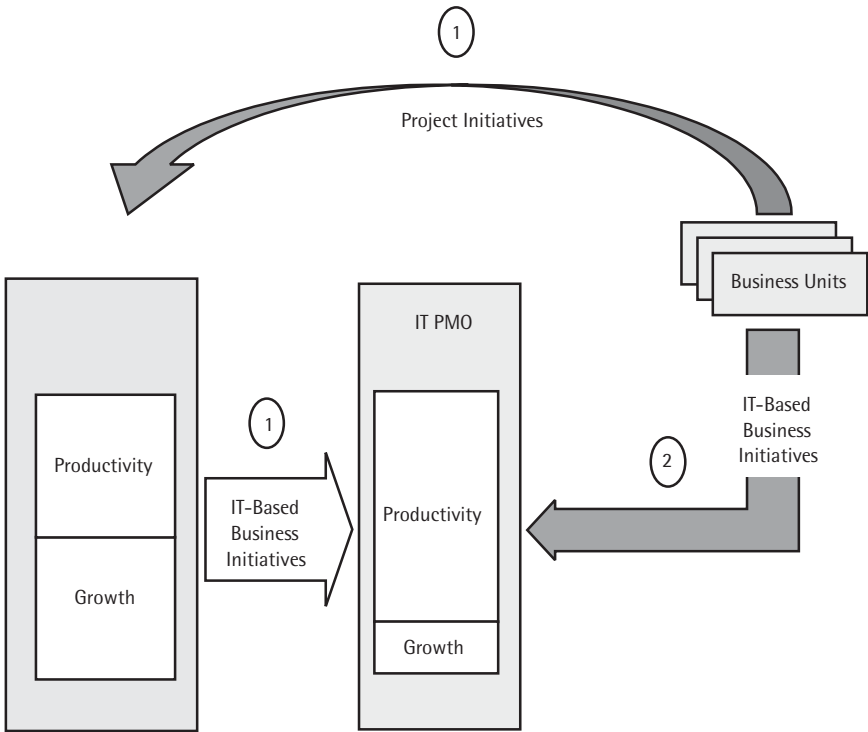 1
Project Initiatives
Business Units
IT PMO
Productivity
Growth
1
IT-Based
Business
Initiatives
Productivity
Growth
2
IT-Based
Business
Initiatives